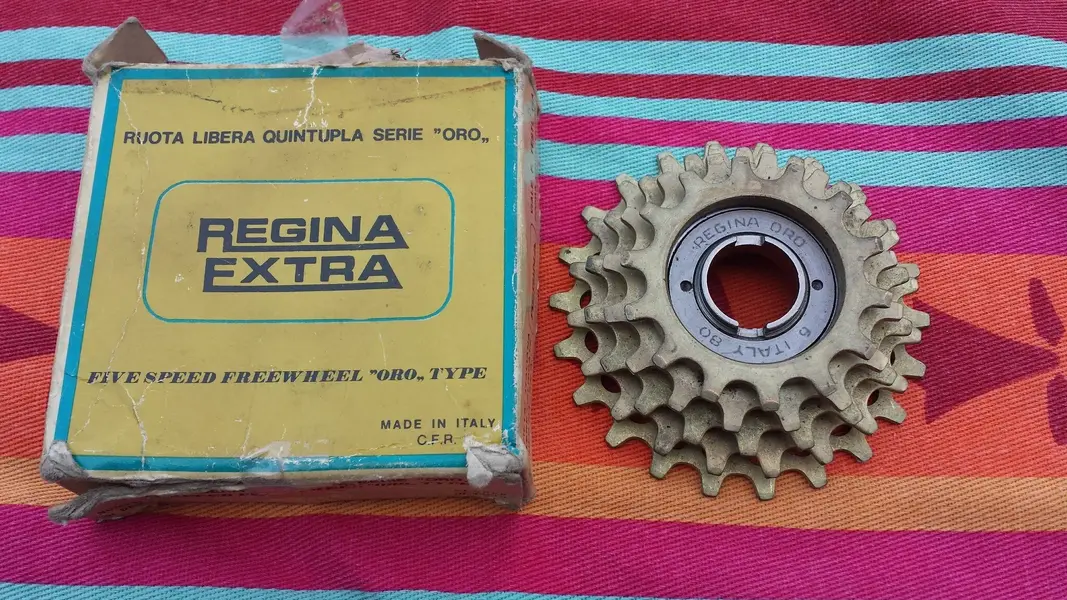 RUOTA LIBERA QUINTUPLA SERIE "ORO„
REGINA
EXTRA
FIVE SPEED FREEWHEEL "ORO„ TYPE
MADE IN ITALY
C.F.R.
REGINA ORO
6 ITALY 80